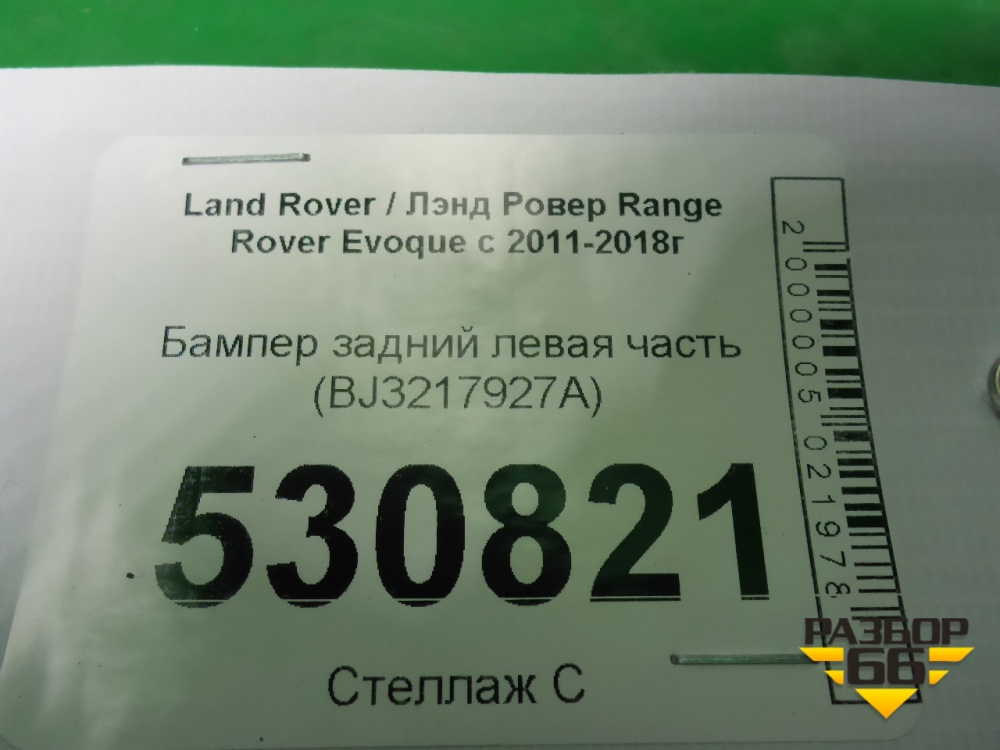 Land Rover / Лэнд Ровер Range
Rover Evoque с 2011-2018г
Бампер задний левая часть
(BJ3217927A)
530821
Стеллаж С
2000005021978
РАЗБОР
66